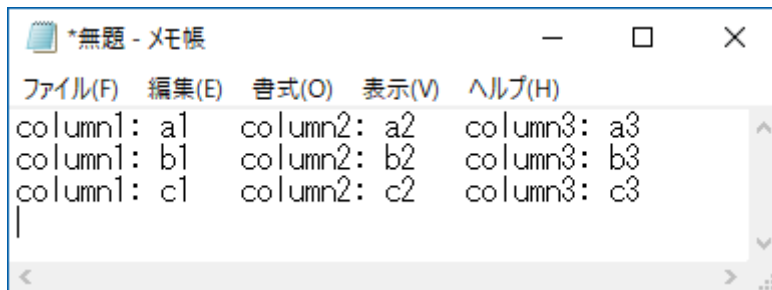 *無題 - メモ帳
ファイル(F) 編集(E) 書式(O) 表示(V) ヘルプ(H)
column1: a1 column2: a2 column3: a3
column1: b1 column2: b2 column3: b3
column1: c1 column2: c2 column3: c3